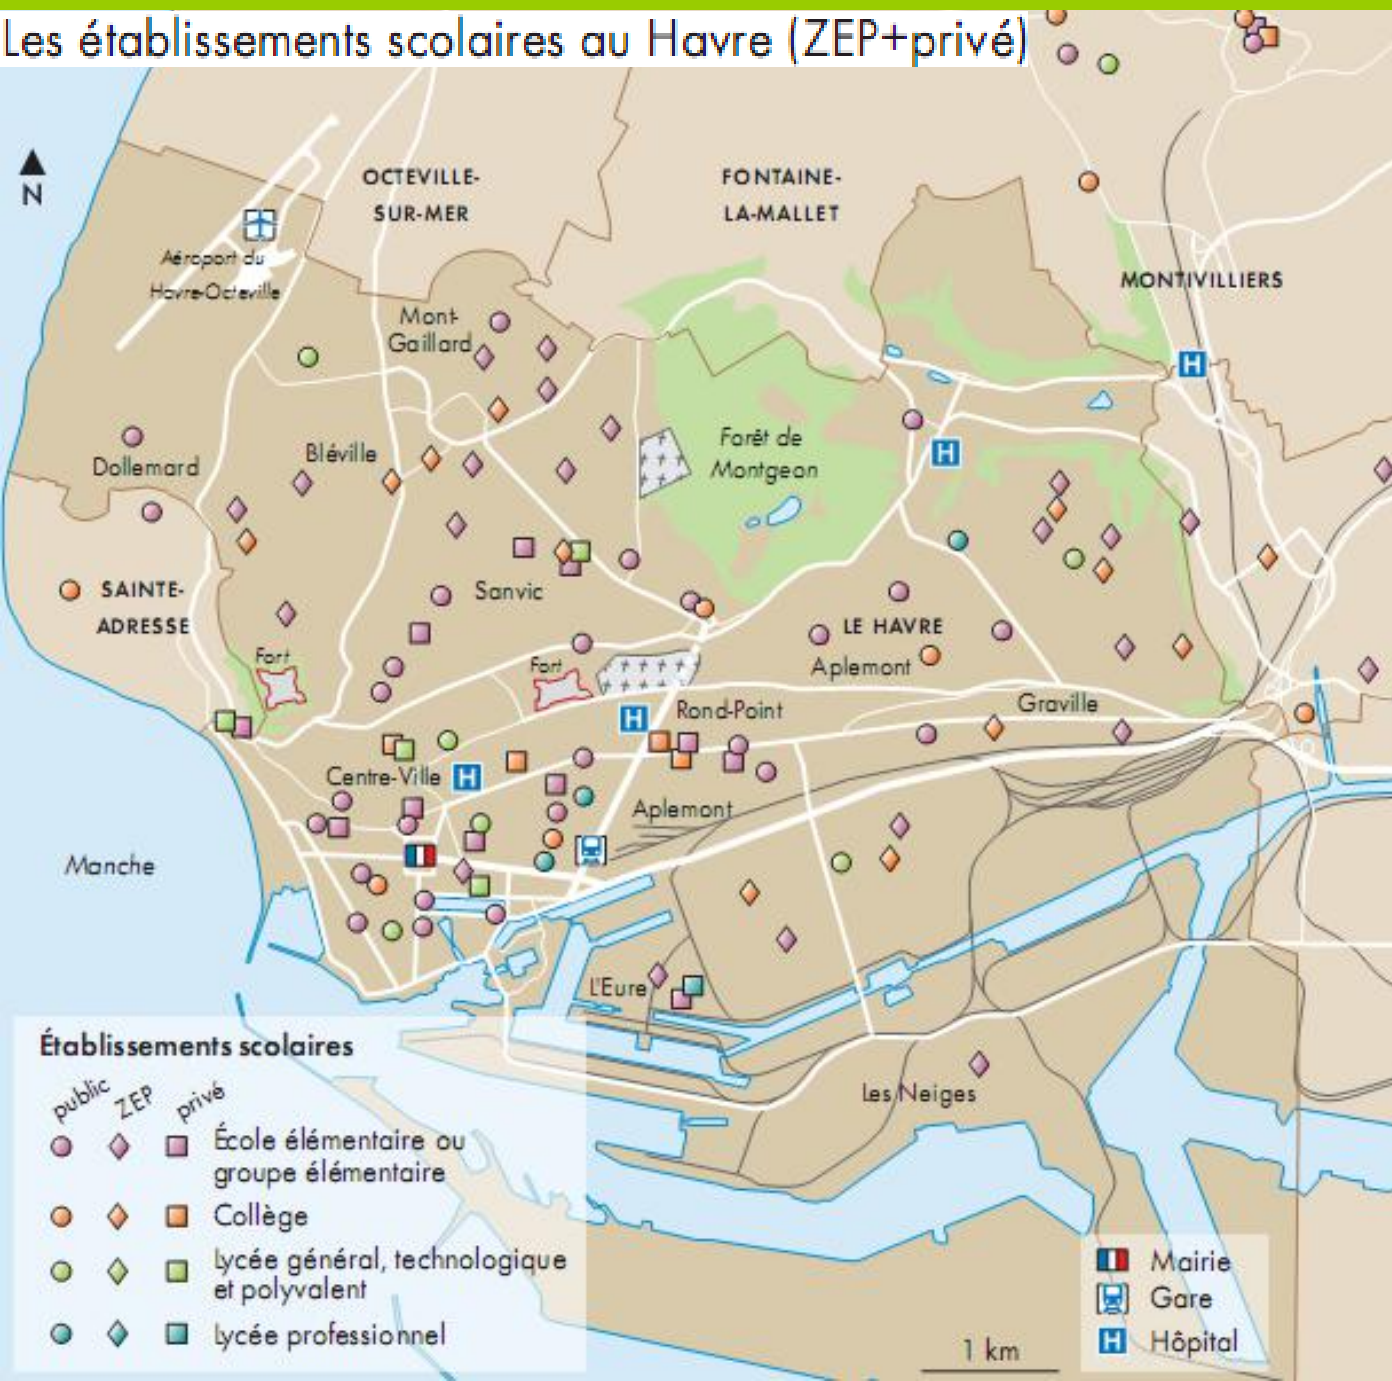 Les établissements scolaires au Havre (ZEP+privé)
N
OCTEVILLE-
SUR-MER
FONTAINE-
LA-MALLET
Aéroport du
Havre-Octeville
MONTIVILLIERS
Mont-
Gaillard
H
Dollemard
Bléville
Forêt de
Montgeon
H
SAINTE-
ADRESSE
Sanvic
LE HAVRE
Aplemont
Fort
Fort
H
Rond-Point
Graville
Centre-Ville
H
Aplemont
Manche
L'Eure
Les Neiges
Établissements scolaires
public
ZEP
privé
École élémentaire ou
groupe élémentaire
Collège
Lycée général, technologique
et polyvalent
Lycée professionnel
Mairie
Gare
H Hôpital
1 km